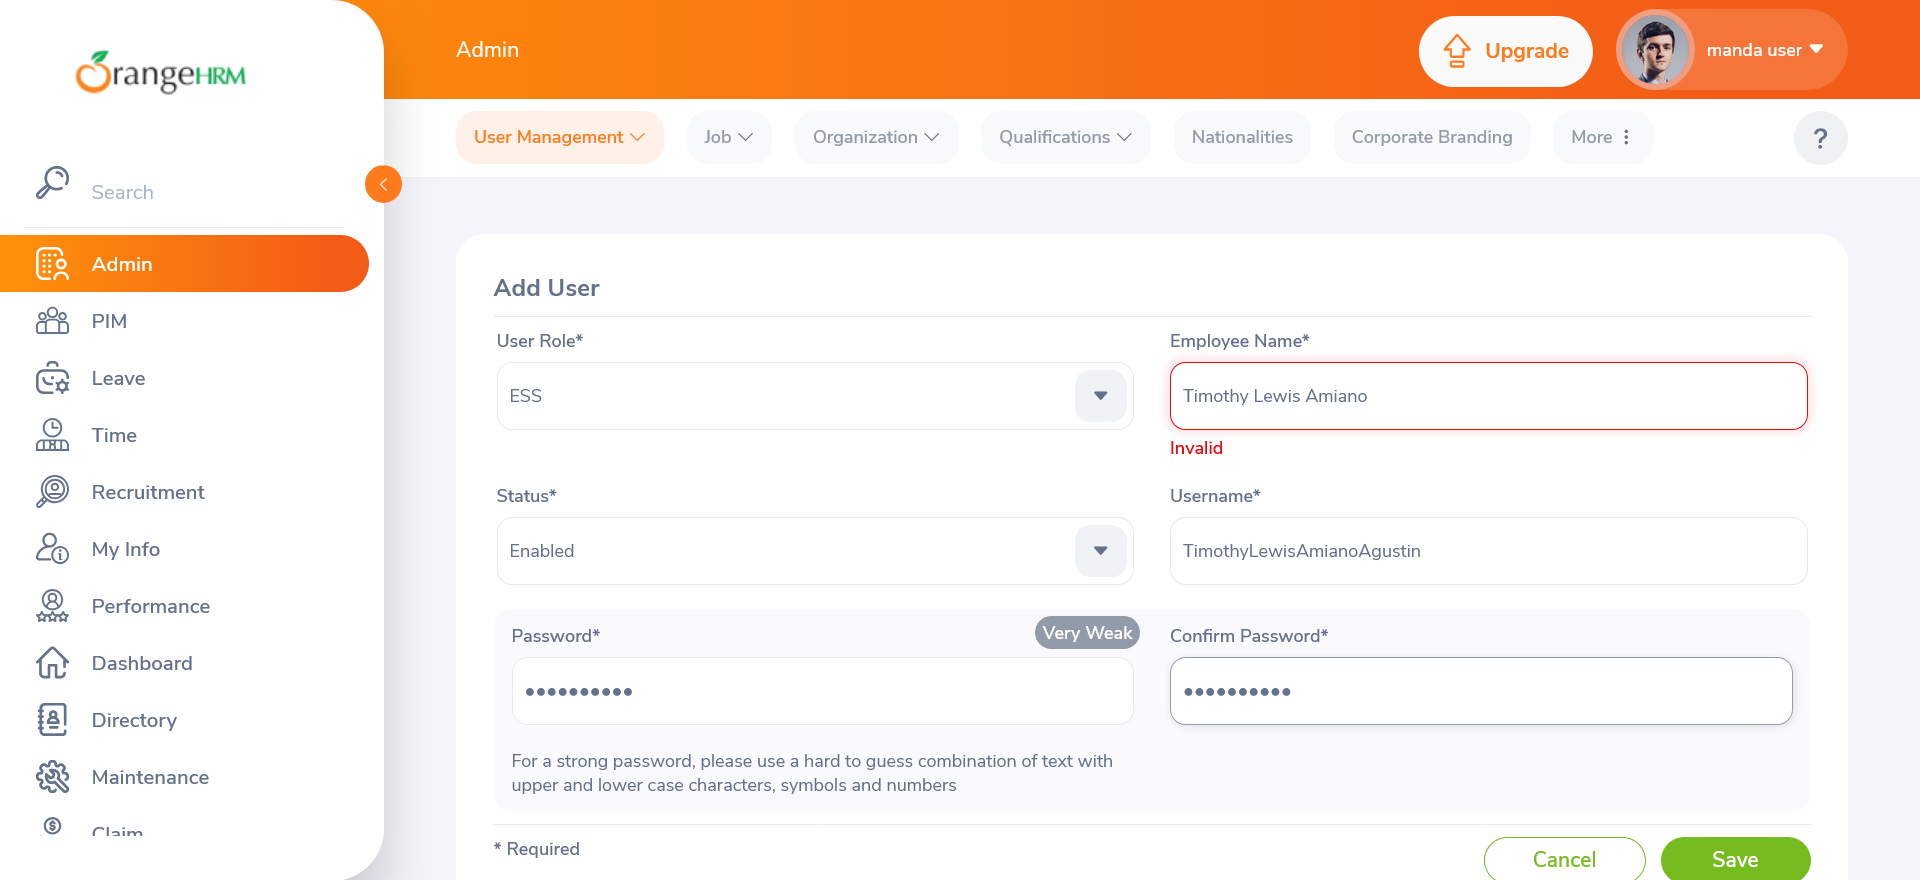 OrangeHRM
Admin
Upgrade
manda user
User Management
Job
Organization
Qualifications
Nationalities
Corporate Branding
More
?
Search
Admin
PIM
Leave
Time
Recruitment
My Info
Performance
Dashboard
Directory
Maintenance
Claim
Add User
User Role*
Employee Name*
ESS
Timothy Lewis Amiano
Invalid
Status*
Username*
Enabled
TimothyLewisAmianoAgustin
Password*
Very Weak
Confirm Password*
For a strong password, please use a hard to guess combination of text with
upper and lower case characters, symbols and numbers
* Required
Cancel
Save